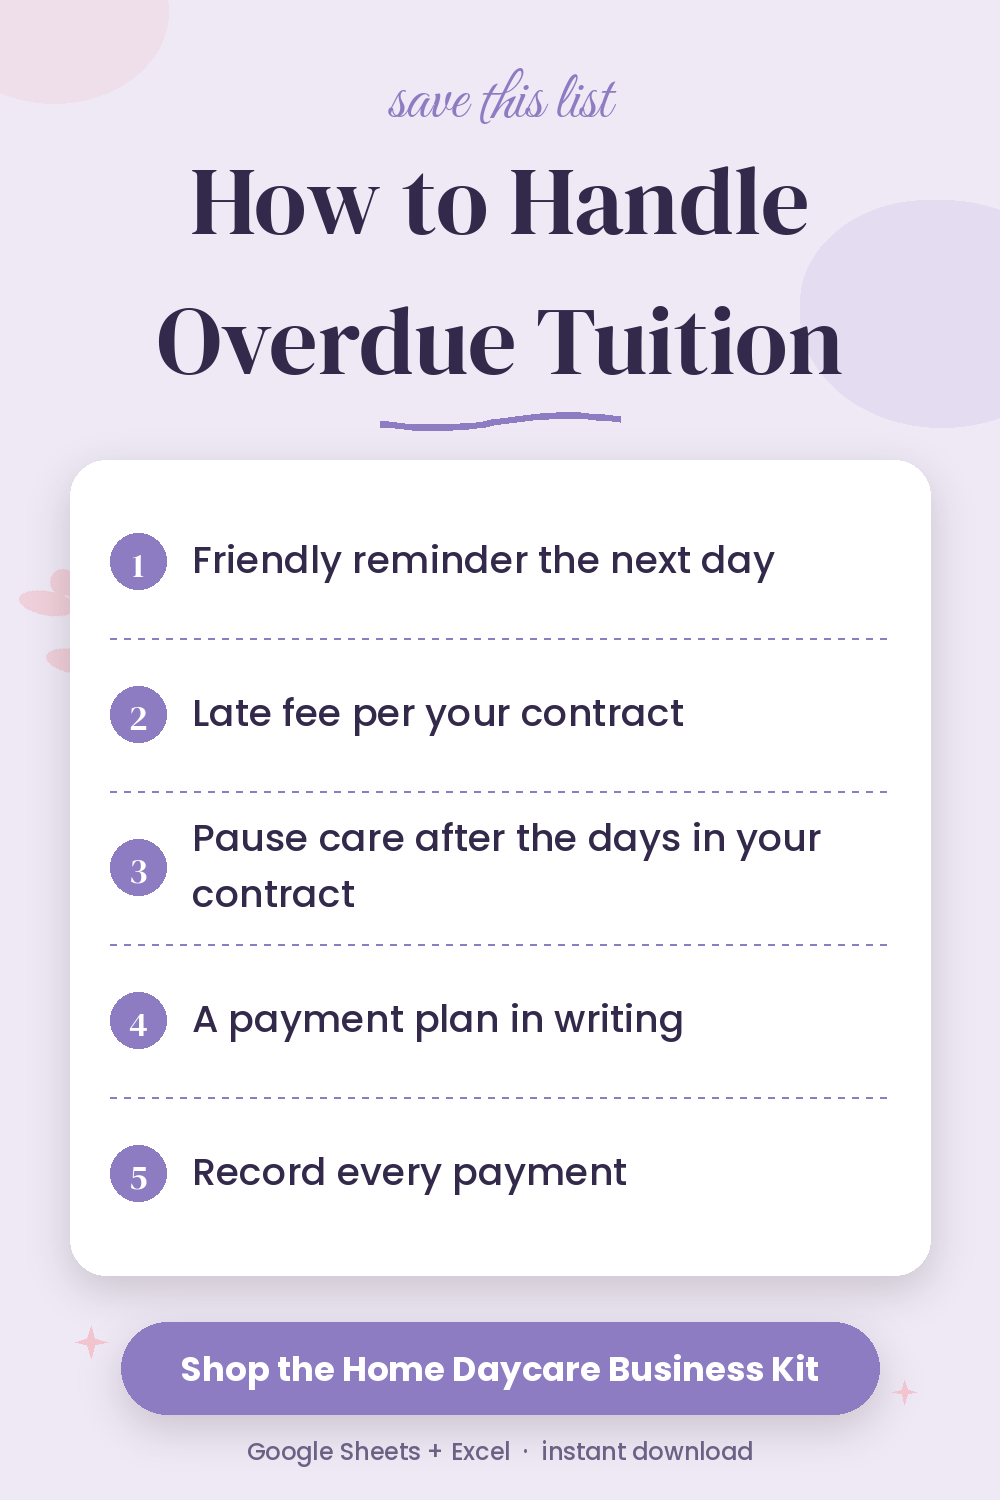 save this list
How to Handle
Overdue Tuition
1 Friendly reminder the next day
2 Late fee per your contract
3 Pause care after the days in your
contract
4 A payment plan in writing
5 Record every payment
Shop the Home Daycare Business Kit
Google Sheets + Excel · instant download